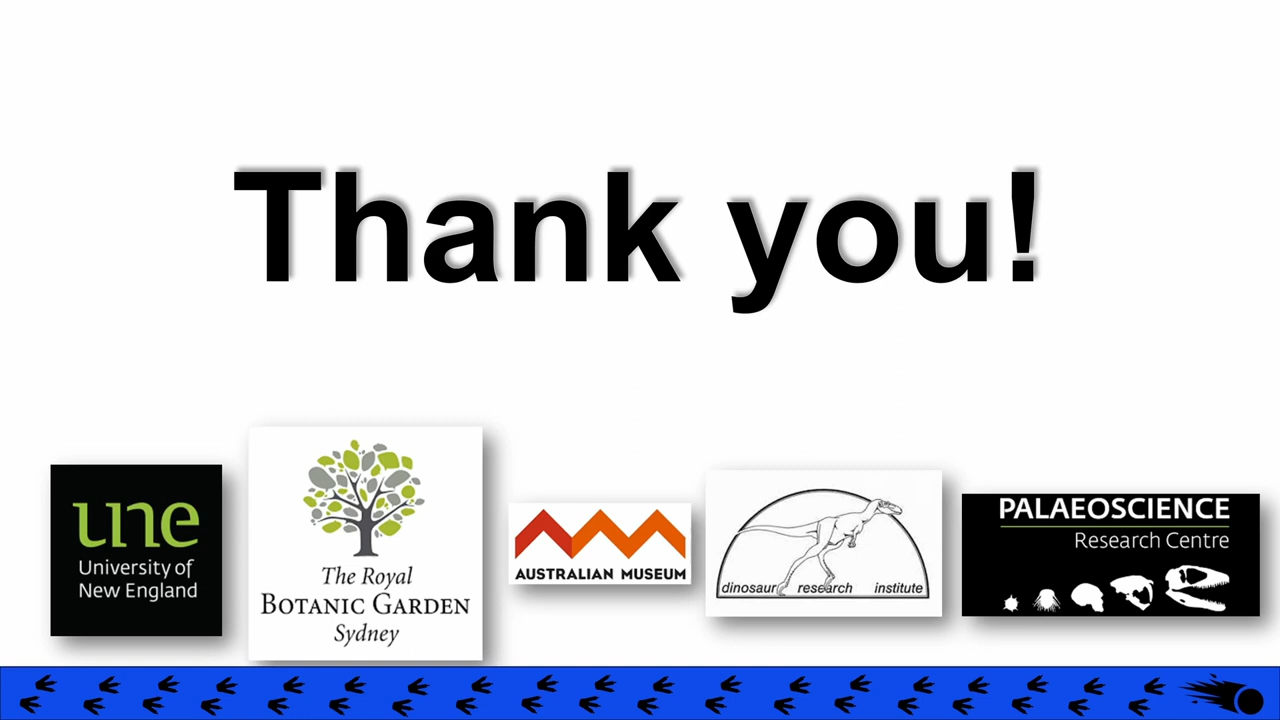 Thank you!
une
University of
New England
The Royal
BOTANIC GARDEN
Sydney
AUSTRALIAN MUSEUM
dinosaur research institute
PALAEOSCIENCE
Research Centre